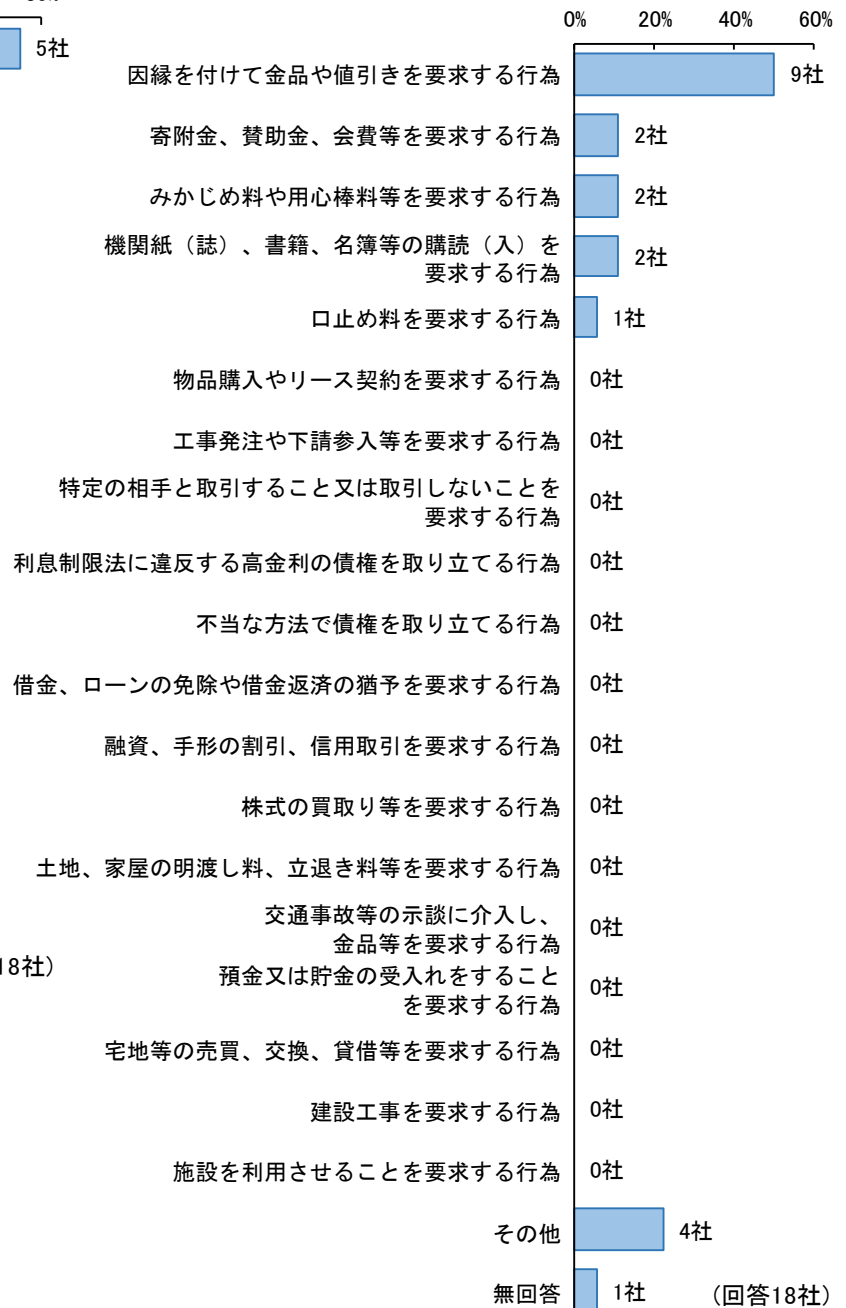 5社
0% 20% 40% 60%
因縁を付けて金品や値引きを要求する行為 9社
寄附金、賛助金、会費等を要求する行為 2社
みかじめ料や用心棒料等を要求する行為 2社
機関紙（誌）、書籍、名簿等の購読（入）を
要求する行為 2社
口止め料を要求する行為 1社
物品購入やリース契約を要求する行為 0社
工事発注や下請参入等を要求する行為 0社
特定の相手と取引すること又は取引しないことを
要求する行為 0社
利息制限法に違反する高金利の債権を取り立てる行為 0社
不当な方法で債権を取り立てる行為 0社
借金、ローンの免除や借金返済の猶予を要求する行為 0社
融資、手形の割引、信用取引を要求する行為 0社
株式の買取り等を要求する行為 0社
土地、家屋の明渡し料、立退き料等を要求する行為 0社
交通事故等の示談に介入し、
金品等を要求する行為 0社
18社）
預金又は貯金の受入れをすること
を要求する行為 0社
宅地等の売買、交換、貸借等を要求する行為 0社
建設工事を要求する行為 0社
施設を利用させることを要求する行為 0社
その他 4社
無回答 1社 （回答18社）